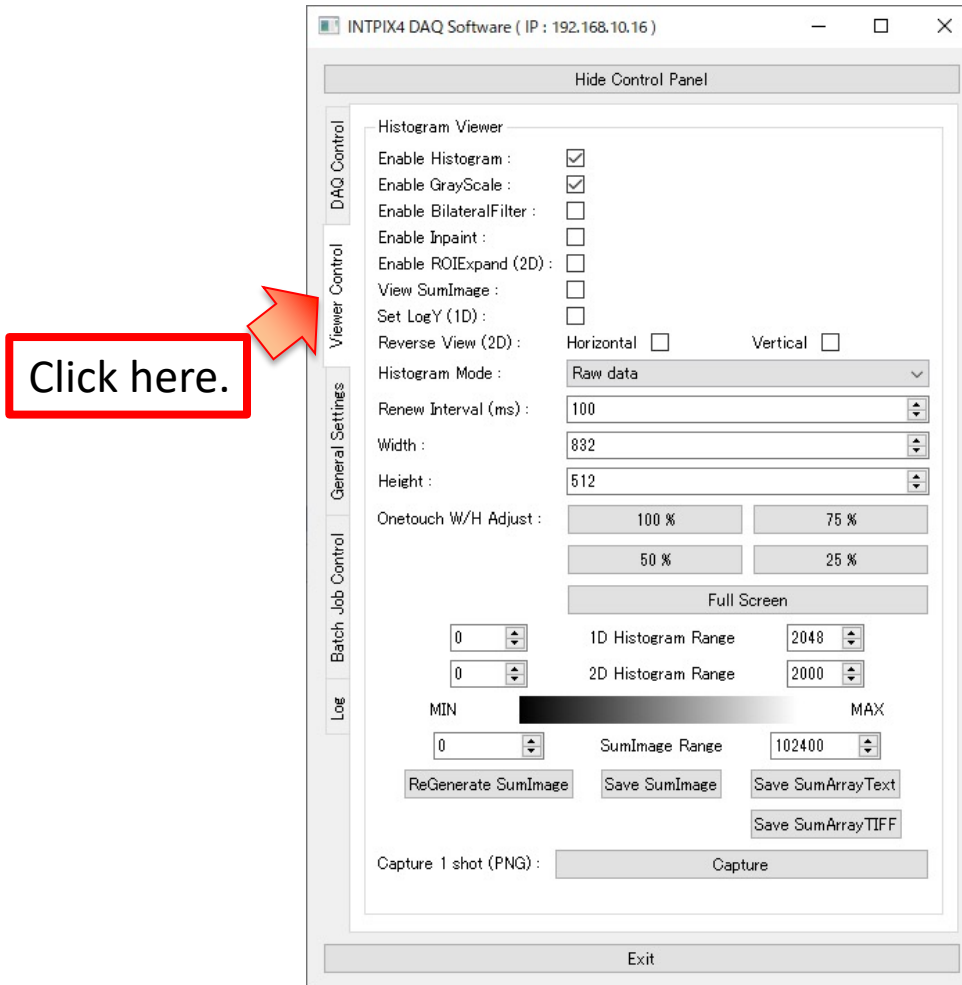 INTPIX4 DAQ Software ( IP : 192.168.10.16 )
Hide Control Panel
DAQ Control
Viewer Control
General Settings
Batch Job Control
Log
Click here.
Histogram Viewer
Enable Histogram :
Enable GrayScale :
Enable BilateralFilter :
Enable Inpaint :
Enable ROIExpand (2D) :
View SumImage :
Set LogY (1D) :
Reverse View (2D) : Horizontal Vertical
Histogram Mode : Raw data
Renew Interval (ms) : 100
Width : 832
Height : 512
Onetouch W/H Adjust : 100 % 75 %
50 % 25 %
Full Screen
0 1D Histogram Range 2048
0 2D Histogram Range 2000
MIN MAX
0 SumImage Range 102400
ReGenerate SumImage Save SumImage Save SumArrayText
Save SumArrayTIFF
Capture 1 shot (PNG) : Capture
Exit